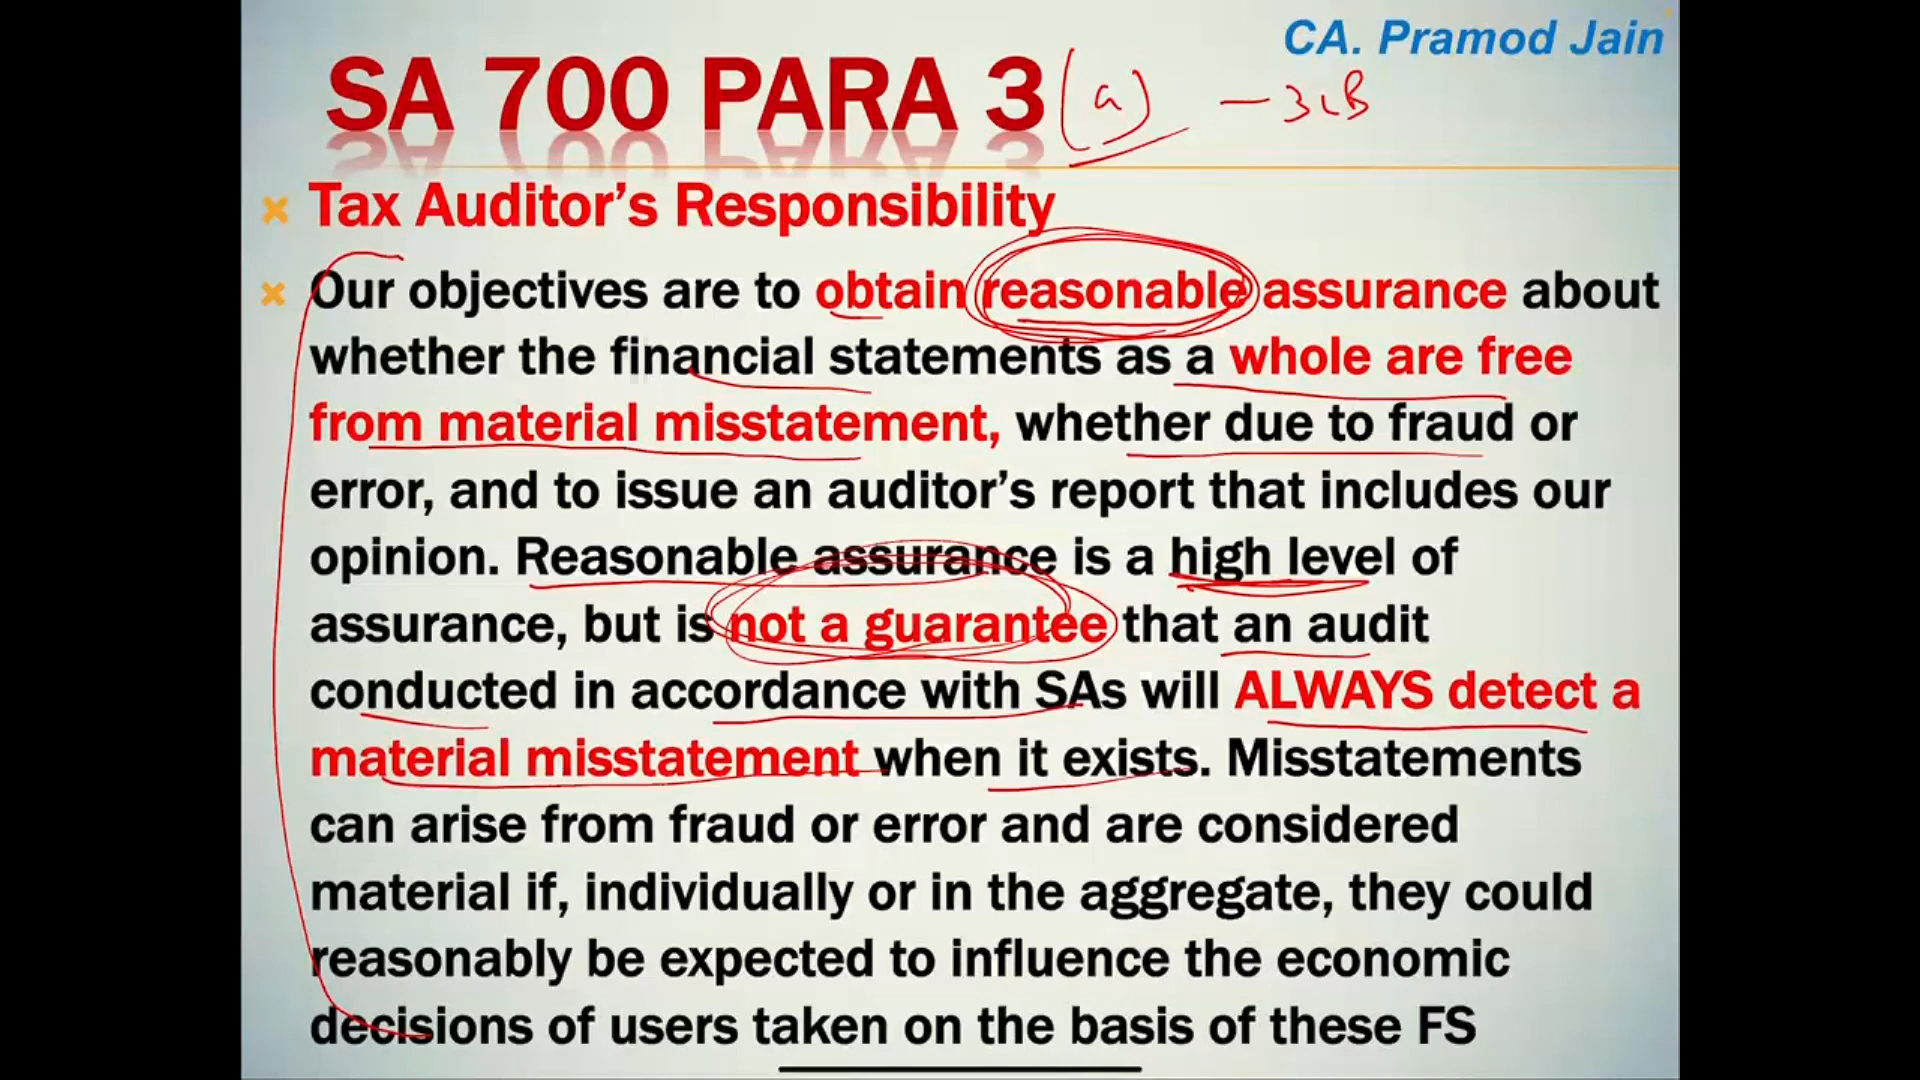 CA. Pramod Jain
SA 700 PARA 3 (a) – 3CB
Tax Auditor’s Responsibility
Our objectives are to obtain reasonable assurance about
whether the financial statements as a whole are free
from material misstatement, whether due to fraud or
error, and to issue an auditor’s report that includes our
opinion. Reasonable assurance is a high level of
assurance, but is not a guarantee that an audit
conducted in accordance with SAs will ALWAYS detect a
material misstatement when it exists. Misstatements
can arise from fraud or error and are considered
material if, individually or in the aggregate, they could
reasonably be expected to influence the economic
decisions of users taken on the basis of these FS